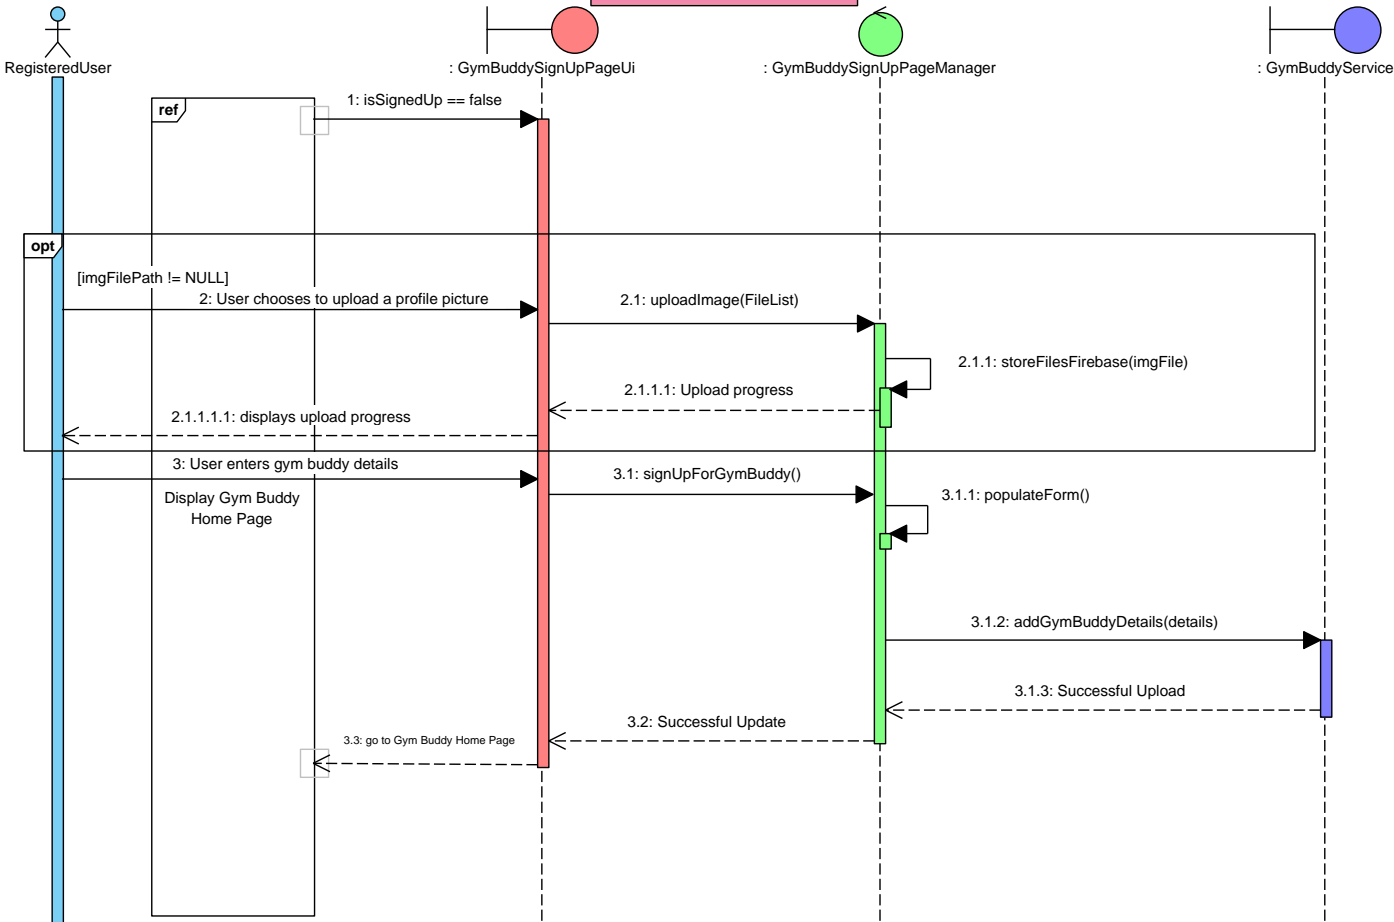 RegisteredUser
: GymBuddySignUpPageUi
: GymBuddySignUpPageManager
: GymBuddyService
ref
1: isSignedUp == false
opt
[imgFilePath != NULL]
2: User chooses to upload a profile picture
2.1: uploadImage(FileList)
2.1.1: storeFilesFirebase(imgFile)
2.1.1.1: Upload progress
2.1.1.1.1: displays upload progress
3: User enters gym buddy details
3.1: signUpForGymBuddy()
Display Gym Buddy
Home Page
3.1.1: populateForm()
3.1.2: addGymBuddyDetails(details)
3.1.3: Successful Upload
3.2: Successful Update
3.3: go to Gym Buddy Home Page